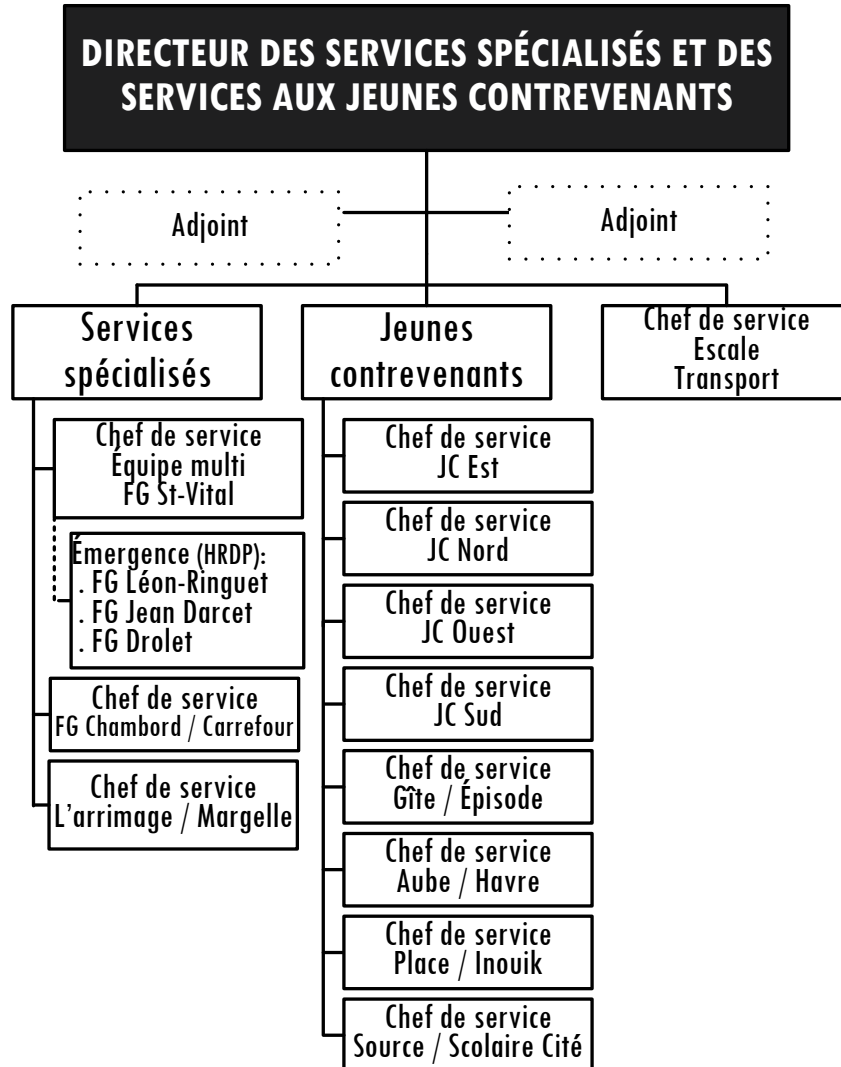 DIRECTEUR DES SERVICES SPÉCIALISÉS ET DES
SERVICES AUX JEUNES CONTREVENANTS
Adjoint
Adjoint
Services
spécialisés
Chef de service
Équipe multi
FG St-Vital
Émergence (HRDP):
. FG Léon-Ringuet
. FG Jean Darcet
. FG Drolet
Chef de service
FG Chambord / Carrefour
Chef de service
L'arrimage / Margelle
Jeunes
contrevenants
Chef de service
JC Est
Chef de service
JC Nord
Chef de service
JC Ouest
Chef de service
JC Sud
Chef de service
Gîte / Épisode
Chef de service
Aube / Havre
Chef de service
Place / Inouik
Chef de service
Source / Scolaire Cité
Chef de service
Escale
Transport